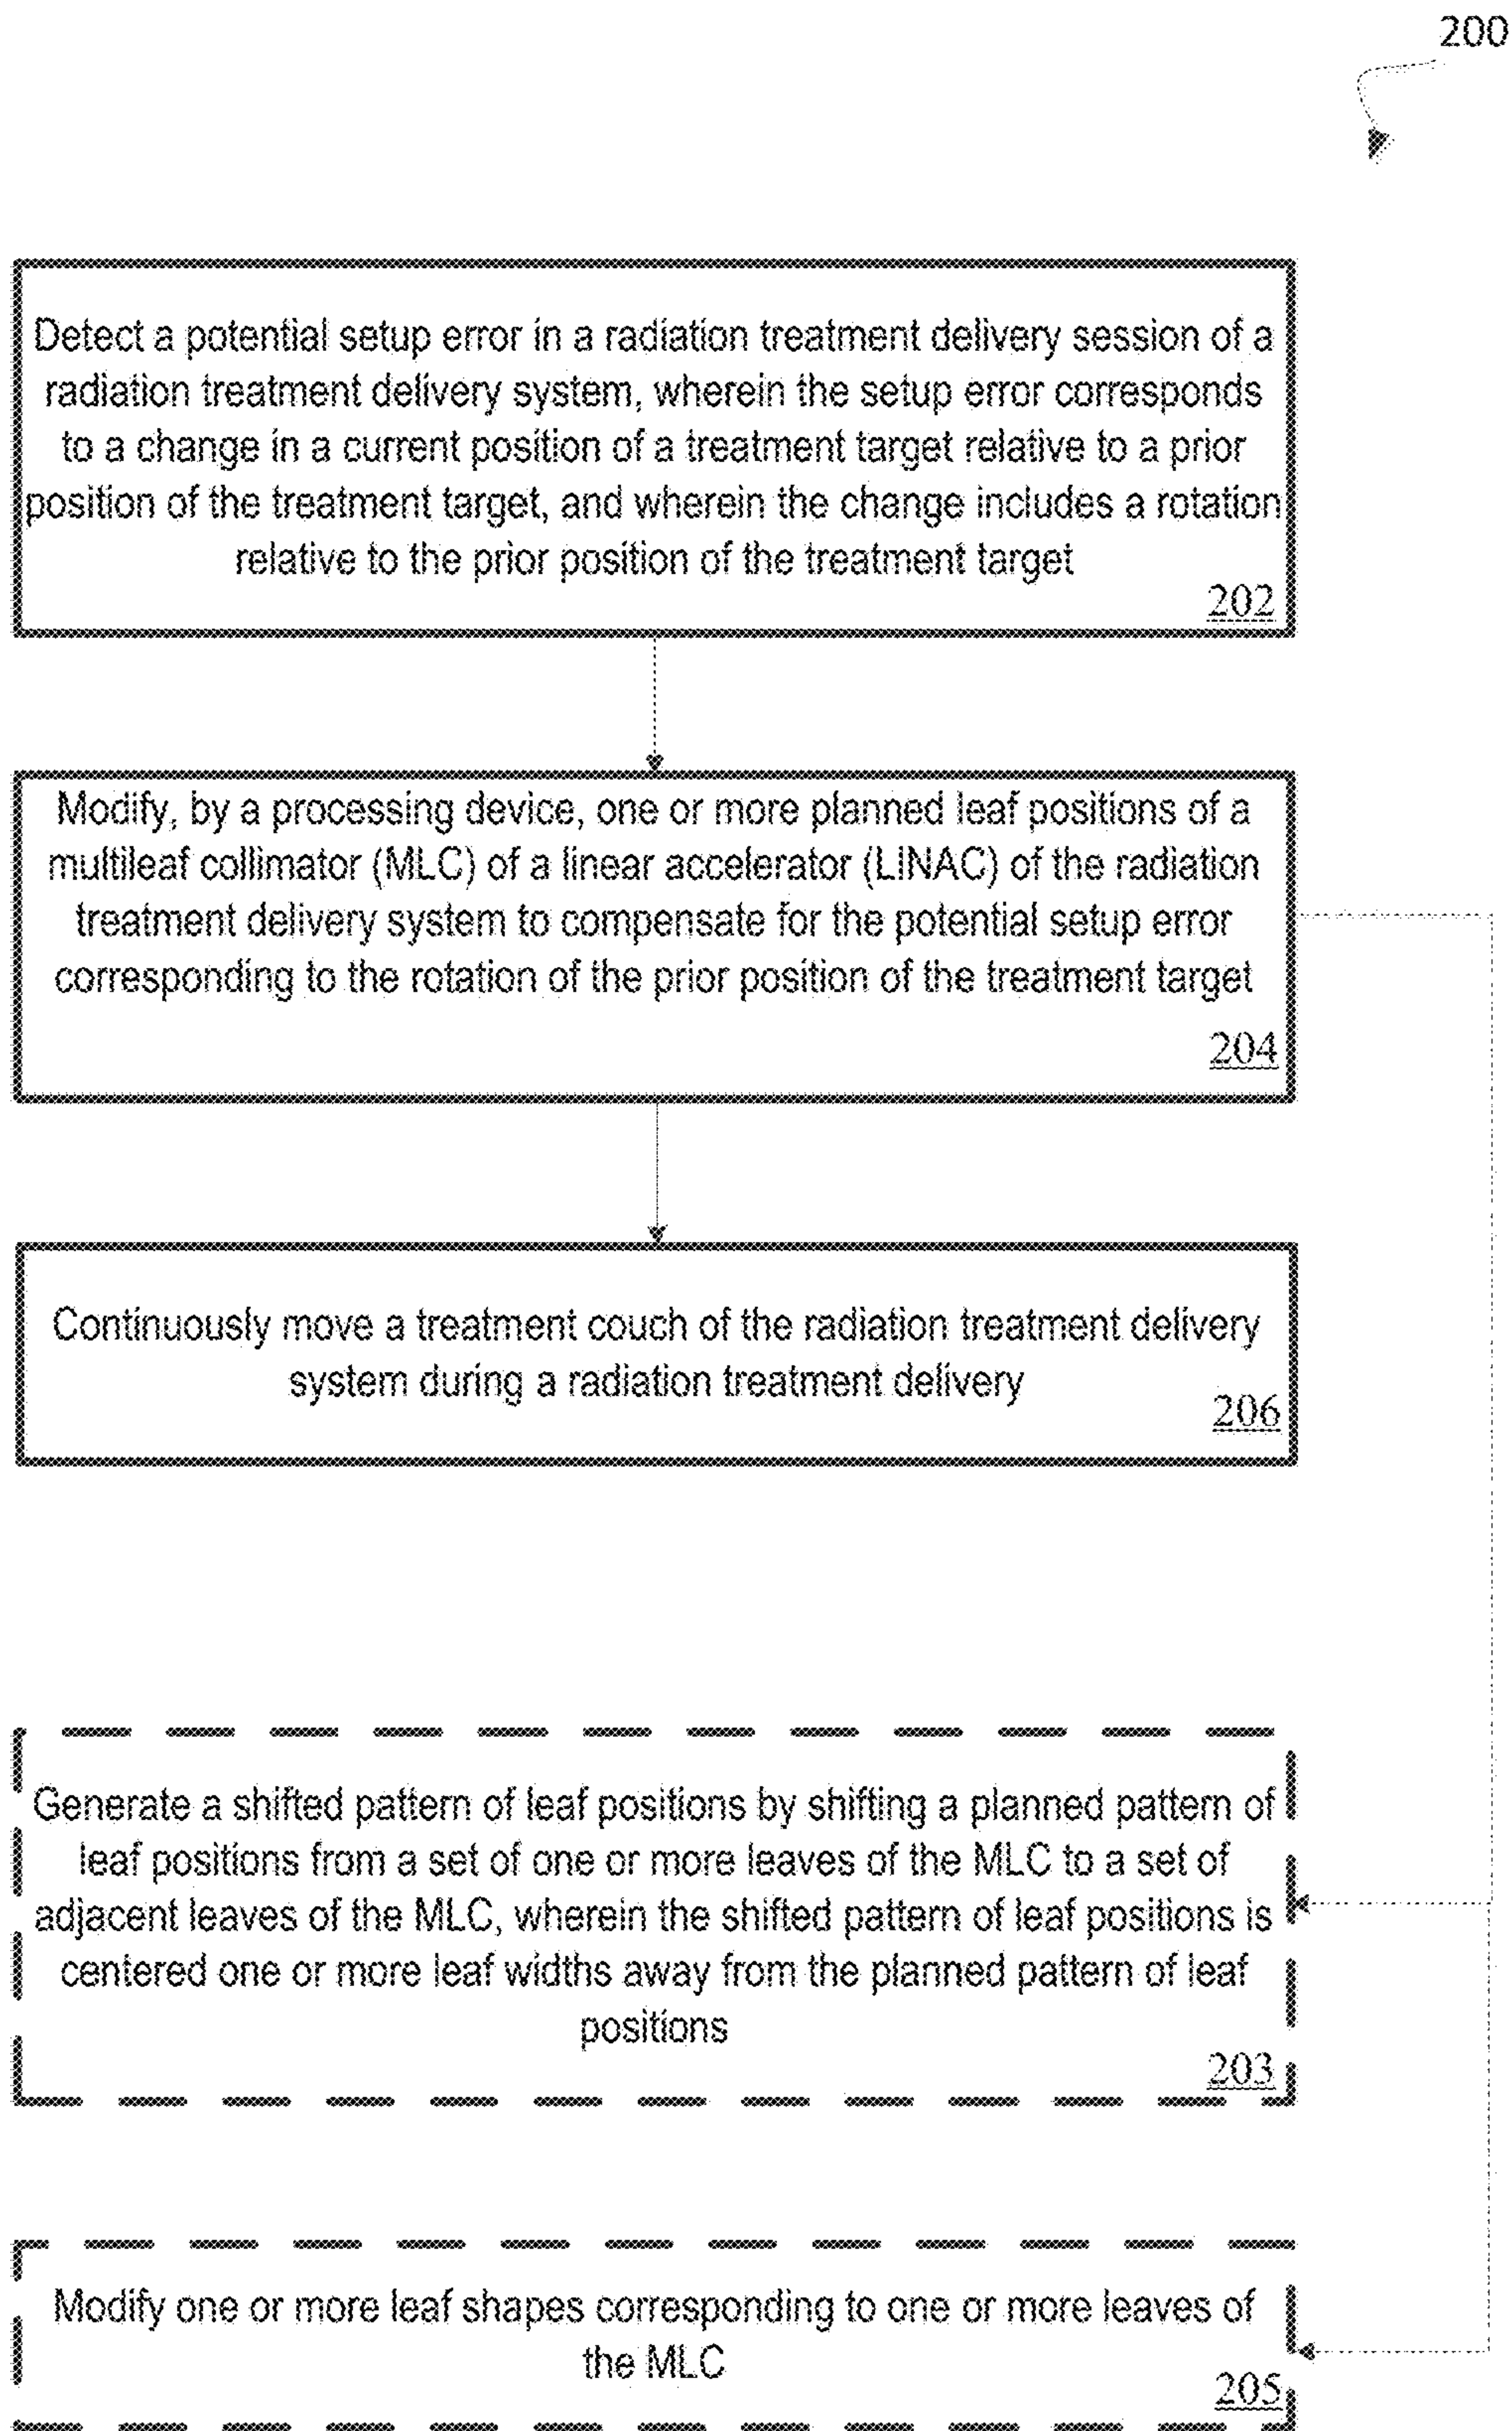 200
Detect a potential setup error in a radiation treatment delivery session of a
radiation treatment delivery system, wherein the setup error corresponds
to a change in a current position of a treatment target relative to a prior
position of the treatment target, and wherein the change includes a rotation
relative to the prior position of the treatment target
202
Modify, by a processing device, one or more planned leaf positions of a
multileaf collimator (MLC) of a linear accelerator (LINAC) of the radiation
treatment delivery system to compensate for the potential setup error
corresponding to the rotation of the prior position of the treatment target
204
Continuously move a treatment couch of the radiation treatment delivery
system during a radiation treatment delivery
206
Generate a shifted pattern of leaf positions by shifting a planned pattern of
leaf positions from a set of one or more leaves of the MLC to a set of
adjacent leaves of the MLC, wherein the shifted pattern of leaf positions is
centered one or more leaf widths away from the planned pattern of leaf
positions
203
Modify one or more leaf shapes corresponding to one or more leaves of
the MLC
205